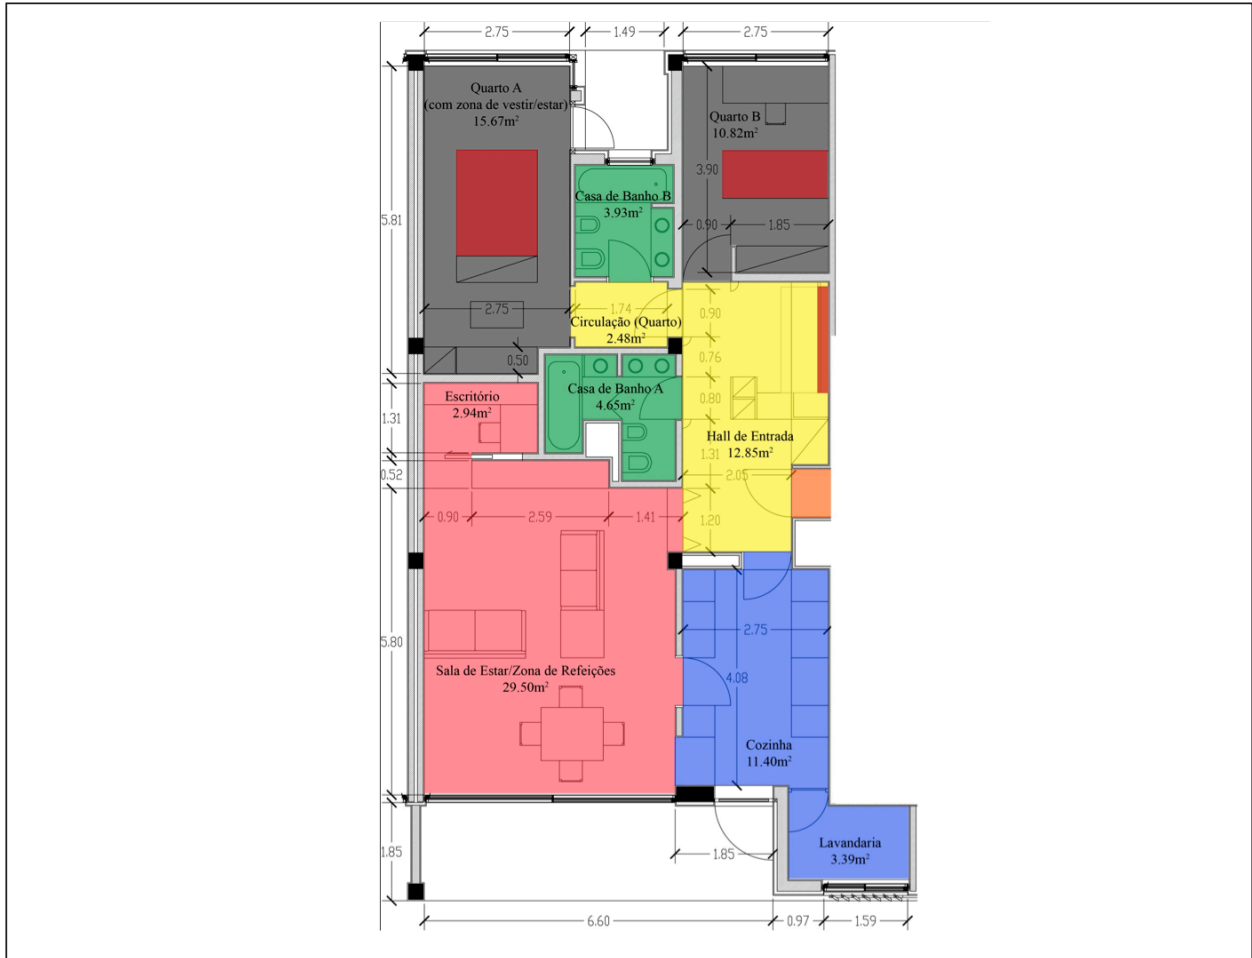 2.75
1.49
2.75
Quarto A
(com zona de vestir/estar)
15.67m²
Quarto B
10.82m²
3.90
Casa de Banho B
3.93m²
5.81
0.90
1.85
2.75
1.74
0.90
Circulação (Quarto)
2.48m²
0.50
0.76
Casa de Banho A
4.65m²
Escritório
2.94m²
0.80
1.31
Hall de Entrada
12.85m²
1.31
0.52
2.05
0.90
2.59
1.41
1.20
2.75
5.80
Sala de Estar/Zona de Refeições
29.50m²
4.08
Cozinha
11.40m²
1.85
1.85
Lavandaria
3.39m²
6.60
0.97
1.59